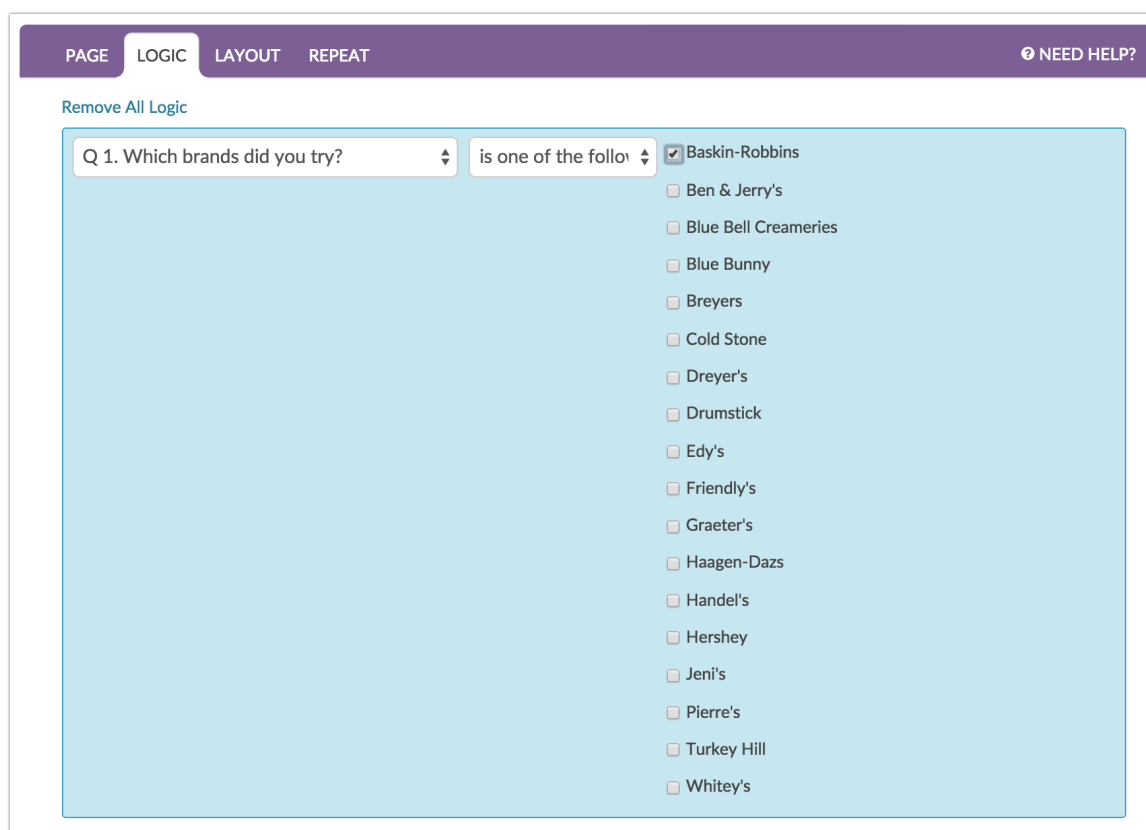 PAGE LOGIC LAYOUT REPEAT NEED HELP?
Remove All Logic
Q 1. Which brands did you try? is one of the follo Baskin-Robbins
Ben & Jerry's
Blue Bell Creameries
Blue Bunny
Breyers
Cold Stone
Dreyer's
Drumstick
Edy's
Friendly's
Graeter's
Haagen-Dazs
Handel's
Hershey
Jeni's
Pierre's
Turkey Hill
Whitey's